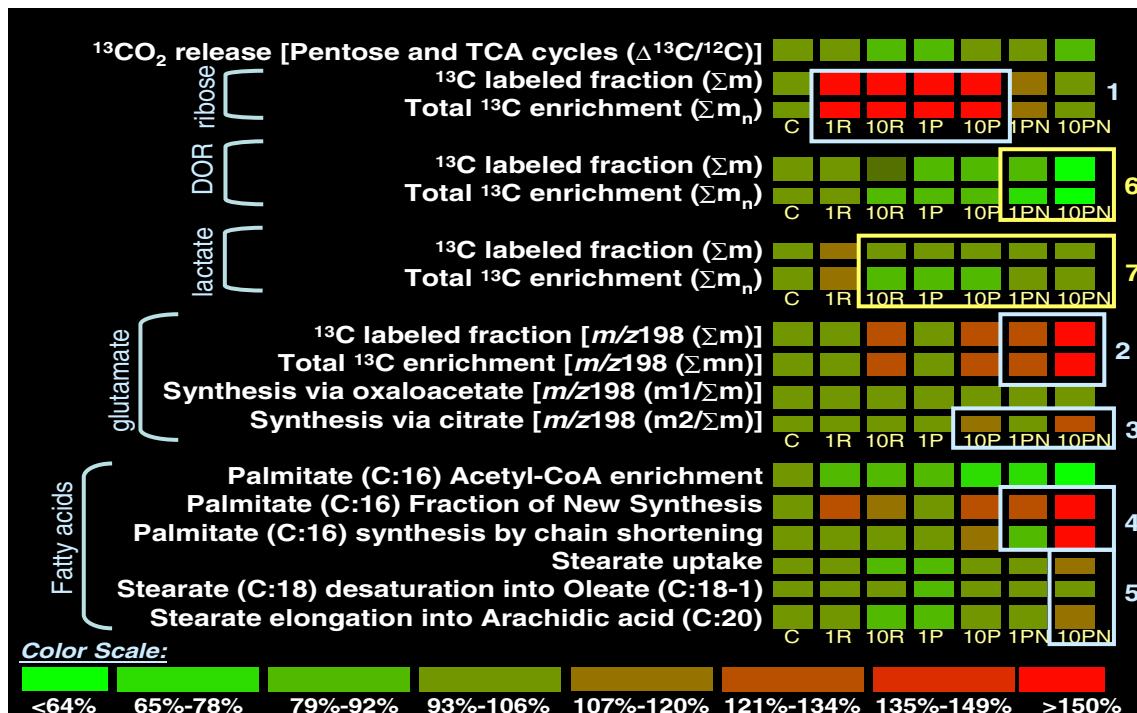 ¹³CO₂ release [Pentose and TCA cycles (Δ¹³C/¹²C)]
ribose
¹³C labeled fraction (Σm)
Total ¹³C enrichment (Σmₙ)
1
C 1R 10R 1P 10P 1PN 10PN
DOR
¹³C labeled fraction (Σm)
Total ¹³C enrichment (Σmₙ)
6
C 1R 10R 1P 10P 1PN 10PN
lactate
¹³C labeled fraction (Σm)
Total ¹³C enrichment (Σmₙ)
7
C 1R 10R 1P 10P 1PN 10PN
glutamate
¹³C labeled fraction [m/z198 (Σm)]
Total ¹³C enrichment [m/z198 (Σmn)]
2
Synthesis via oxaloacetate [m/z198 (m1/Σm)]
Synthesis via citrate [m/z198 (m2/Σm)]
3
C 1R 10R 1P 10P 1PN 10PN
Fatty acids
Palmitate (C:16) Acetyl-CoA enrichment
Palmitate (C:16) Fraction of New Synthesis
Palmitate (C:16) synthesis by chain shortening
4
Stearate uptake
Stearate (C:18) desaturation into Oleate (C:18-1)
Stearate elongation into Arachidic acid (C:20)
5
C 1R 10R 1P 10P 1PN 10PN
Color Scale:
<64% 65%-78% 79%-92% 93%-106% 107%-120% 121%-134% 135%-149% >150%